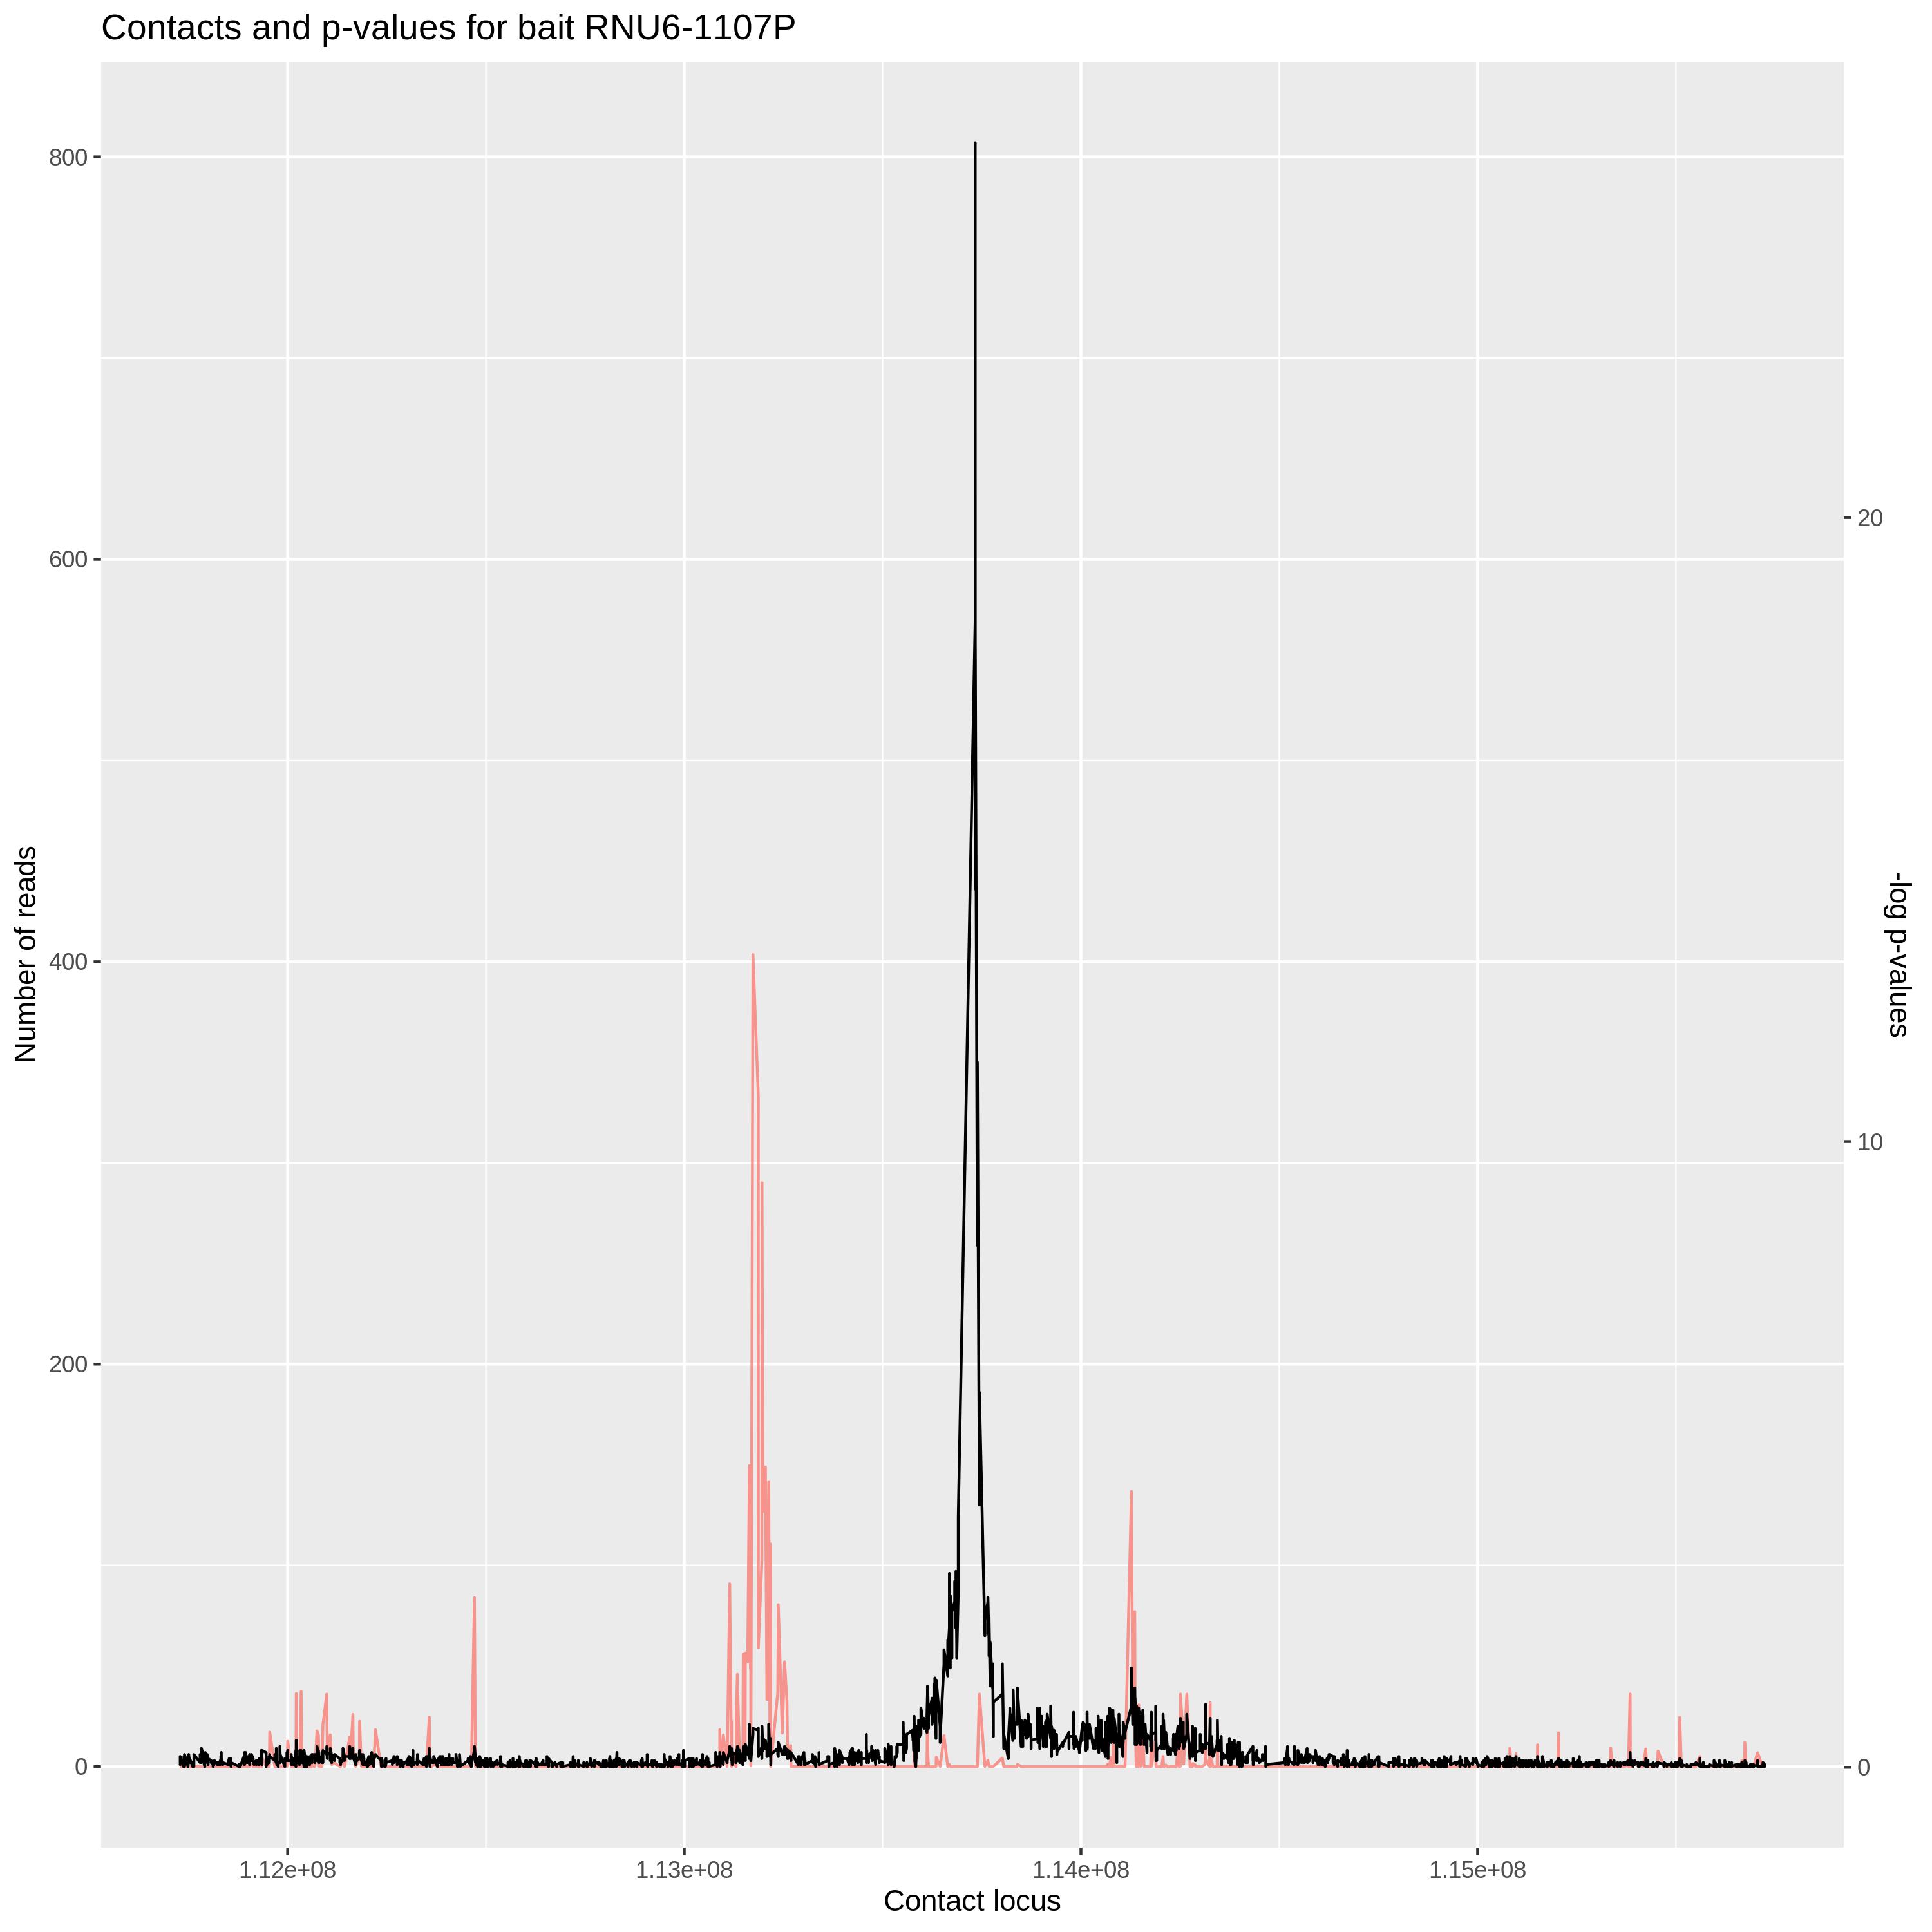 Contacts and p-values for bait RNU6-1107P
800
600
400
200
0
Number of reads
20
10
0
-log p-values
1.12e+08
1.13e+08
1.14e+08
1.15e+08
Contact locus